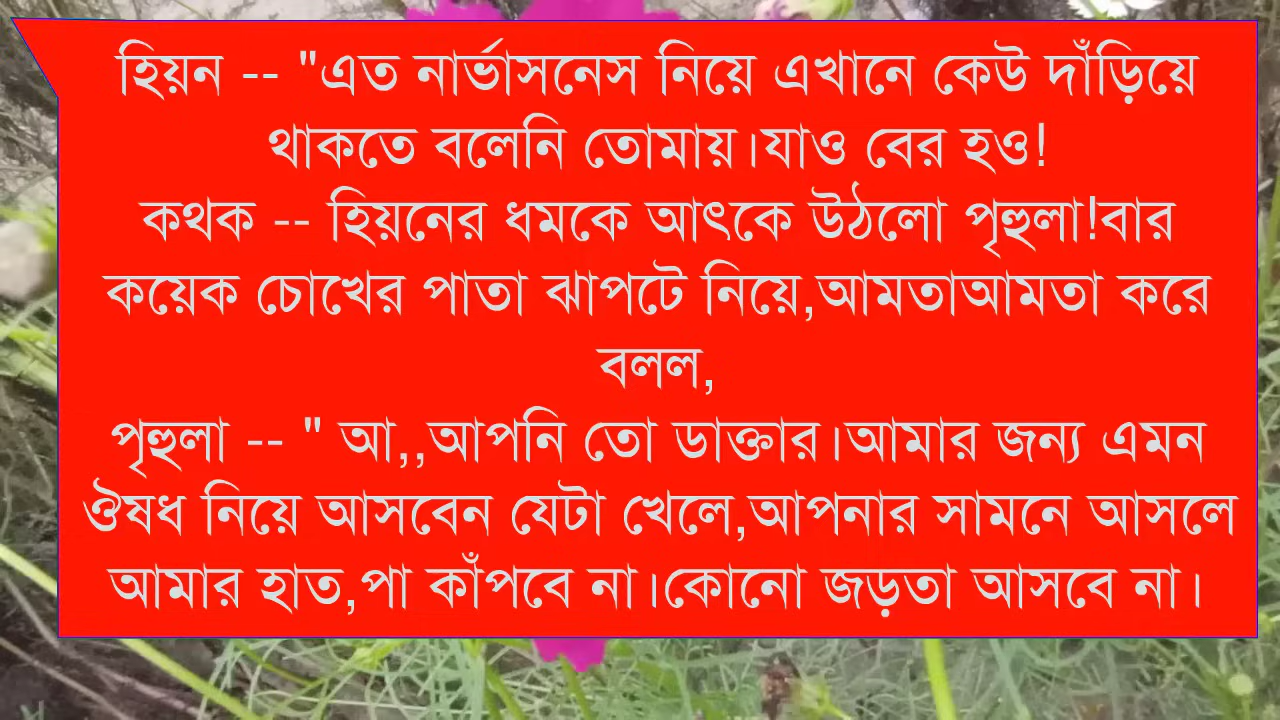 হিয়ন -- "এত নার্ভাসনেস নিয়ে এখানে কেউ দাঁড়িয়ে
থাকতে বলেনি তোমায়।যাও বের হও!
কথক -- হিয়নের ধমকে আৎকে উঠলো পৃহুলা!বার
কয়েক চোখের পাতা ঝাপটে নিয়ে,আমতাআমতা করে
বলল,
পৃহুলা -- " আ,,আপনি তো ডাক্তার।আমার জন্য এমন
ঔষধ নিয়ে আসবেন যেটা খেলে,আপনার সামনে আসলে
আমার হাত,পা কাঁপবে না।কোনো জড়তা আসবে না।